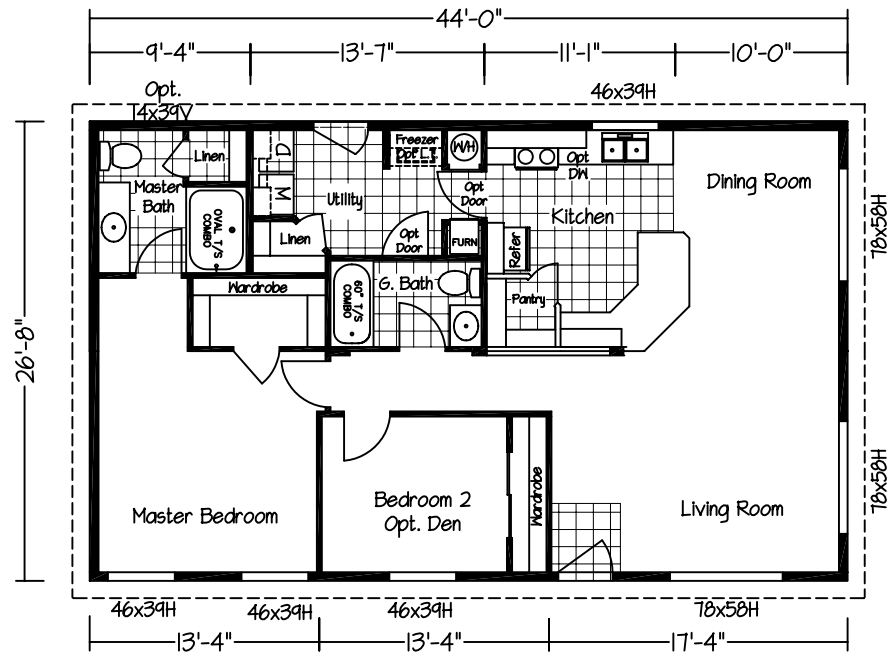 44'-0"
9'-4"
13'-7"
11'-1"
10'-0"
Opt.
14x39V
46x39H
Linen
D
M
Freezer
Opt L.T.
H/M
Opt
DW
Dining Room
Master
Bath
Utility
Opt
Door
Kitchen
OVAL T/S
COMBO
Linen
Opt
Door
FURN
Refer
78x58H
Wardrobe
60" T/S
COMBO
G. Bath
Pantry
26'-8"
Master Bedroom
Bedroom 2
Opt. Den
Wardrobe
Living Room
78x58H
46x39H
46x39H
46x39H
78x58H
13'-4"
13'-4"
17'-4"